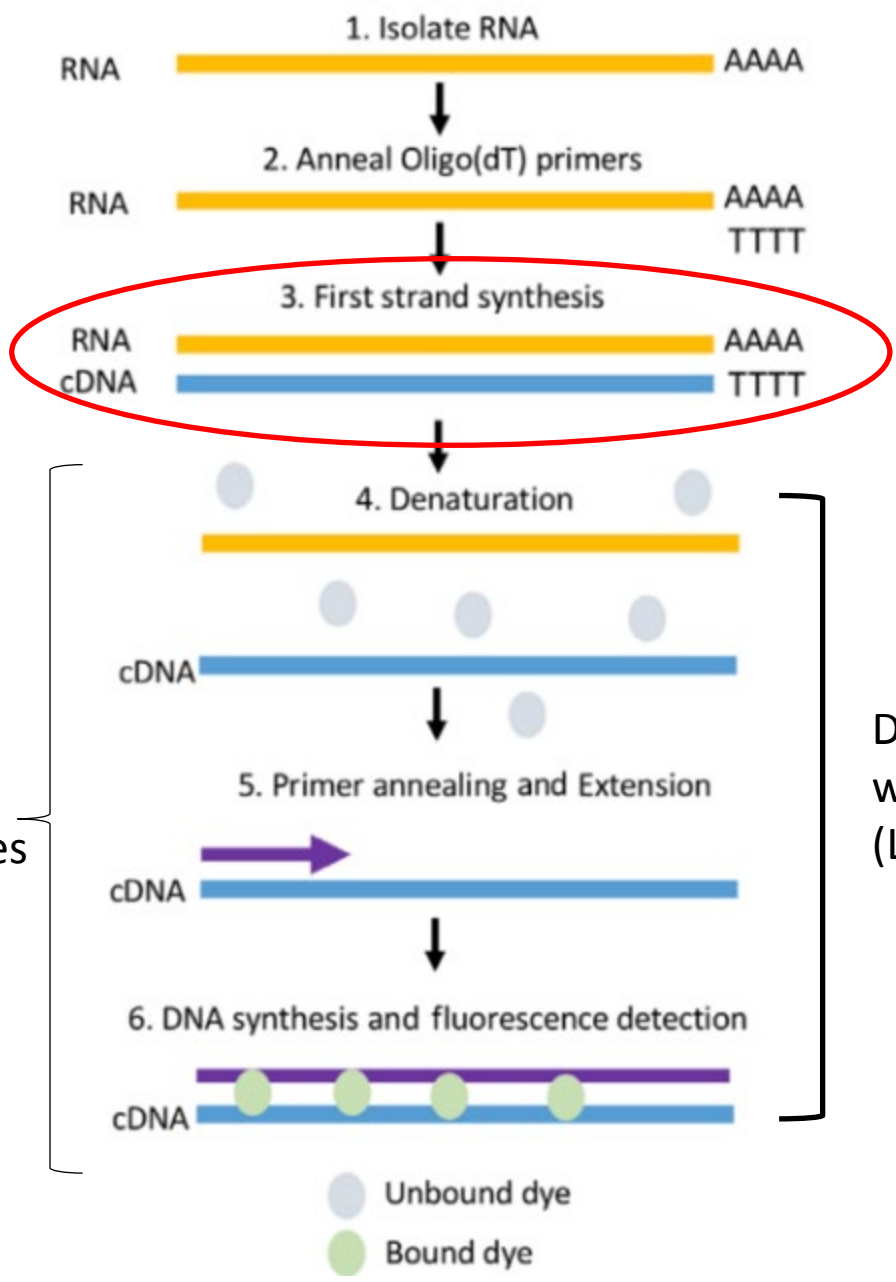 1. Isolate RNA
RNA AAAA
2. Anneal Oligo(dT) primers
RNA AAAA
TTTT
3. First strand synthesis
RNA AAAA
cDNA TTTT
4. Denaturation
cDNA
5. Primer annealing and Extension
cDNA
6. DNA synthesis and fluorescence detection
cDNA
Unbound dye
Bound dye